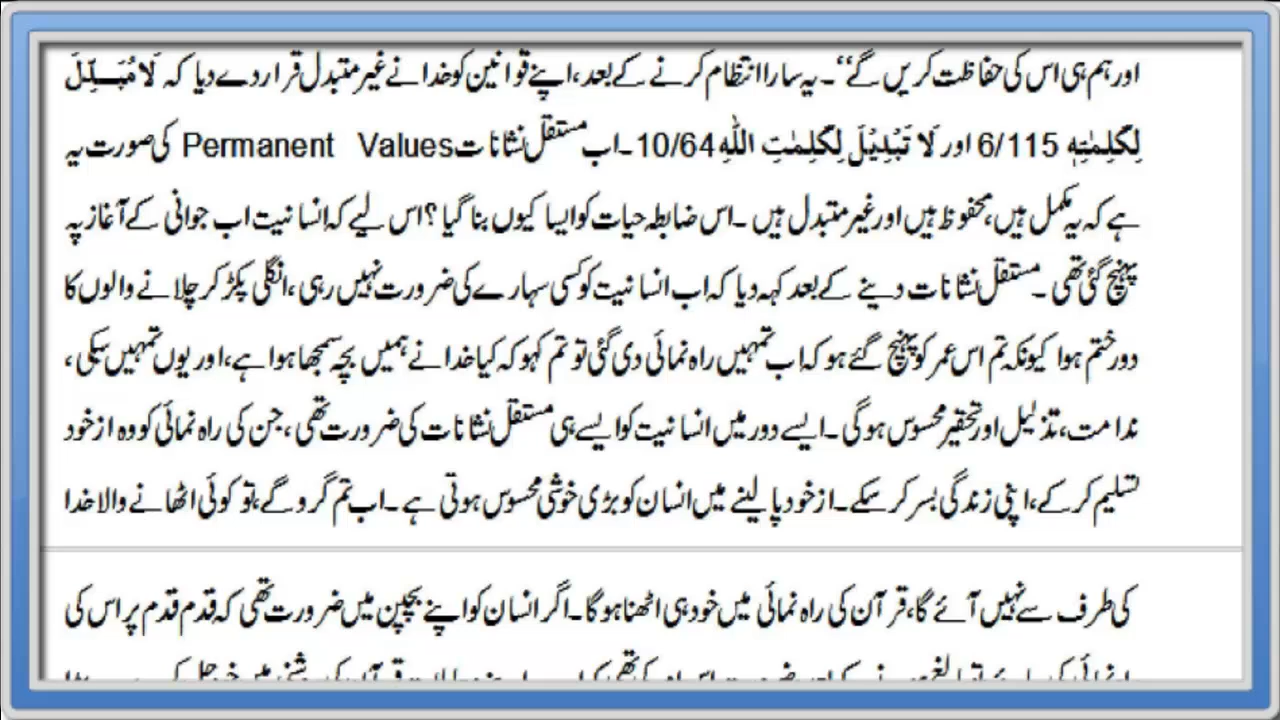 اور ہم ہی اس کی حفاظت کریں گے‘‘۔ یہ سارا انتظام کرنے کے بعد، اپنے قوانین کو خدا نے غیر متبدل قرار دے دیا کہ لَا مُبَدِّلَ
لِكَلِمٰتِهٖ 6/115 اور لَا تَبْدِيْلَ لِكَلِمٰتِ اللّٰهِ 10/64۔ اب مستقل نشانات Permanent Values کی صورت یہ
ہے کہ یہ مکمل ہیں، محفوظ ہیں اور غیر متبدل ہیں۔ اس ضابطہ حیات کو ایسا کیوں بنا گیا؟ اس لیے کہ انسانیت اب جوانی کے آغاز پہ
پہنچ گئی تھی۔ مستقل نشانات دینے کے بعد کہہ دیا کہ اب انسانیت کو کسی سہارے کی ضرورت نہیں رہی، انگلی پکڑ کر چلانے والوں کا
دور ختم ہوا کیونکہ تم اس عمر کو پہنچ گئے ہو کہ اب تمہیں راہ نمائی دی گئی تو تم کہو کہ کیا خدا نے ہمیں بچہ سمجھا ہوا ہے، اور یوں تمہیں سبکی،
ندامت، تذلیل اور تحقیر محسوس ہوگی۔ ایسے دور میں انسانیت کو ایسے ہی مستقل نشانات کی ضرورت تھی، جن کی راہ نمائی کو وہ از خود
تسلیم کر کے، اپنی زندگی بسر کر سکے۔ از خود پا لینے میں انسان کو بڑی خوشی محسوس ہوتی ہے۔ اب تم گرو گے، تو کوئی اٹھانے والا خدا
کی طرف سے نہیں آئے گا، قرآن کی راہ نمائی میں خود ہی اٹھنا ہوگا۔ اگر انسان کو اپنے بچپن میں ضرورت تھی کہ قدم قدم پر اس کی